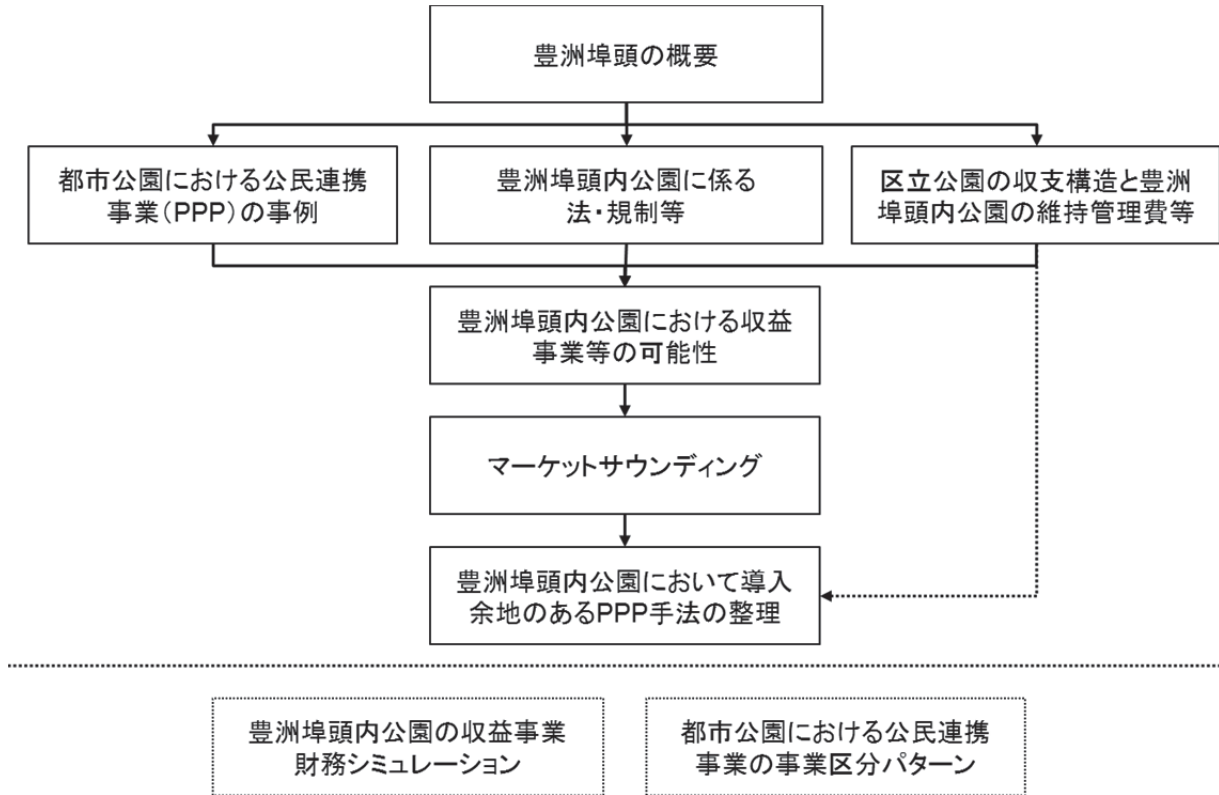 豊洲埠頭の概要
都市公園における公民連携
事業(PPP)の事例
豊洲埠頭内公園に係る
法・規制等
区立公園の収支構造と豊洲
埠頭内公園の維持管理費等
豊洲埠頭内公園における収益
事業等の可能性
マーケットサウンディング
豊洲埠頭内公園において導入
余地のあるPPP手法の整理
豊洲埠頭内公園の収益事業
財務シミュレーション
都市公園における公民連携
事業の事業区分パターン